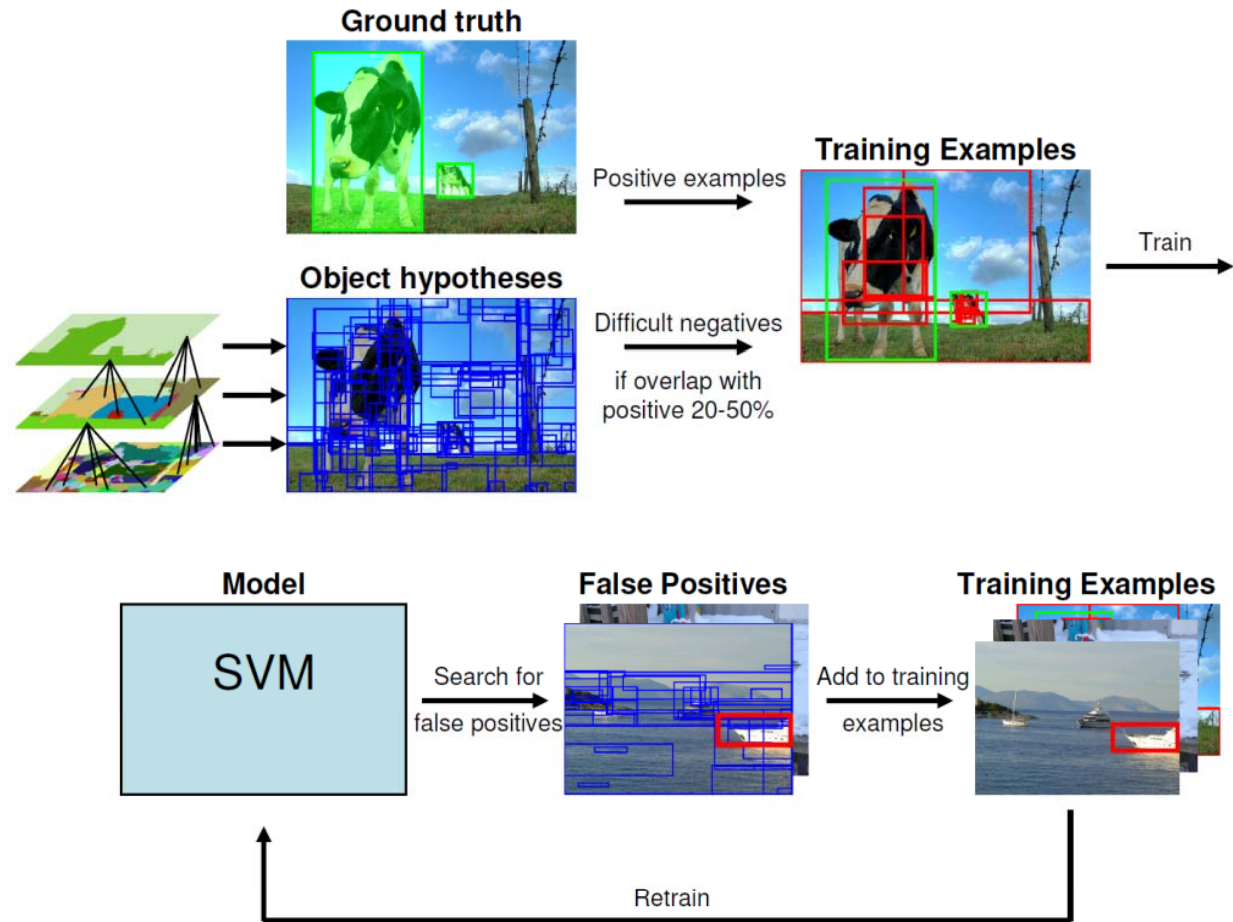 Ground truth
Positive examples
Training Examples
Train
Object hypotheses
Difficult negatives
if overlap with
positive 20-50%
Model
SVM
Search for
false positives
False Positives
Add to training
examples
Training Examples
Retrain